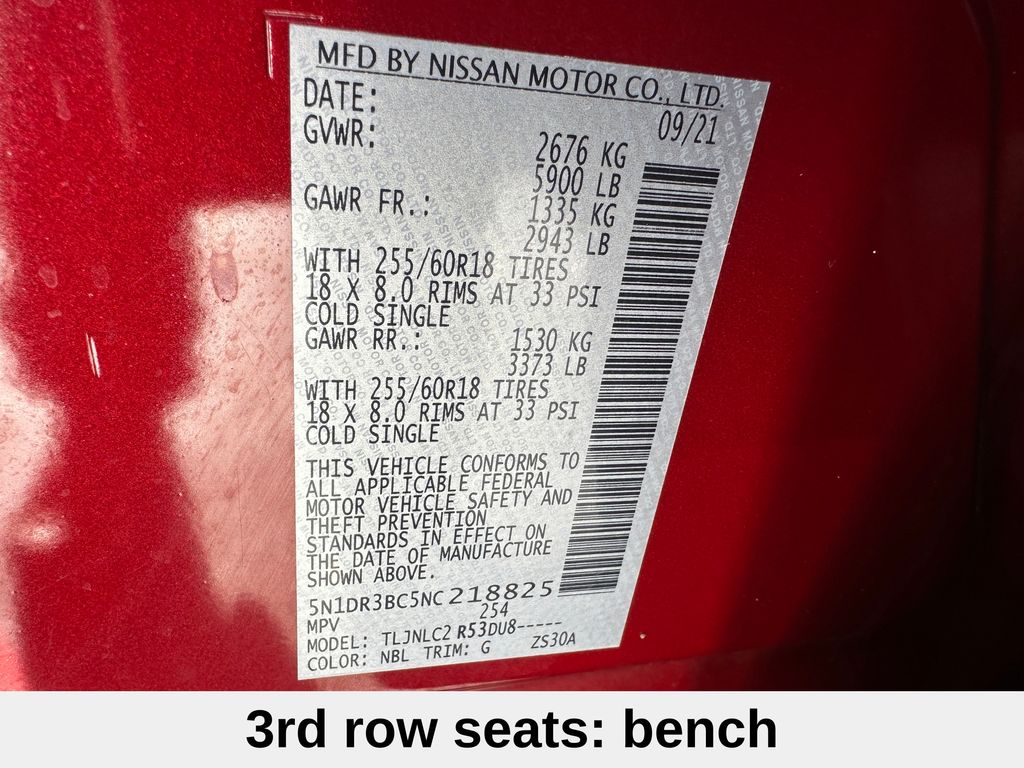 MFD BY NISSAN MOTOR CO., LTD.
DATE: 09/21
GVWR: 2676 KG
5900 LB
GAWR FR.: 1335 KG
2943 LB
WITH 255/60R18 TIRES
18 X 8.0 RIMS AT 33 PSI
COLD SINGLE
GAWR RR.: 1530 KG
3373 LB
WITH 255/60R18 TIRES
18 X 8.0 RIMS AT 33 PSI
COLD SINGLE
THIS VEHICLE CONFORMS TO
ALL APPLICABLE FEDERAL
MOTOR VEHICLE SAFETY AND
THEFT PREVENTION
STANDARDS IN EFFECT ON
THE DATE OF MANUFACTURE
SHOWN ABOVE.
5N1DR3BC5NC218825
MPV 254
MODEL: TLJNLC2 R53DU8-----
COLOR: NBL TRIM: G ZS30A
3rd row seats: bench